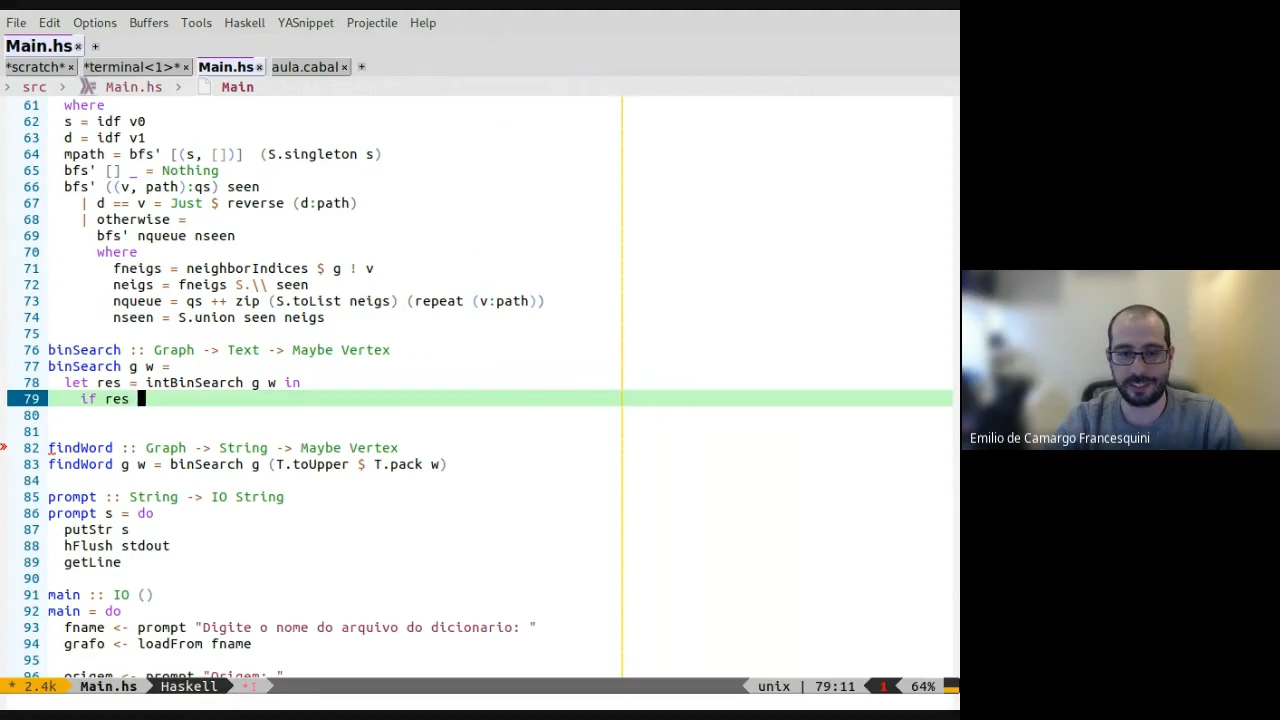 File Edit Options Buffers Tools Haskell YASnippet Projectile Help
Main.hs × +
*scratch* × *terminal<1>* × Main.hs × aula.cabal × +
> src > Main.hs > Main
61 where
62 s = idf v0
63 d = idf v1
64 mpath = bfs' [(s, [])] (S.singleton s)
65 bfs' [] _ = Nothing
66 bfs' ((v, path):qs) seen
67 | d == v = Just $ reverse (d:path)
68 | otherwise =
69 bfs' nqueue nseen
70 where
71 fneigs = neighborIndices $ g ! v
72 neigs = fneigs S.\\ seen
73 nqueue = qs ++ zip (S.toList neigs) (repeat (v:path))
74 nseen = S.union seen neigs
75
76 binSearch :: Graph -> Text -> Maybe Vertex
77 binSearch g w =
78 let res = intBinSearch g w in
79 if res
80
81
82 findWord :: Graph -> String -> Maybe Vertex
83 findWord g w = binSearch g (T.toUpper $ T.pack w)
84
85 prompt :: String -> IO String
86 prompt s = do
87 putStr s
88 hFlush stdout
89 getLine
90
91 main :: IO ()
92 main = do
93 fname <- prompt "Digite o nome do arquivo do dicionario: "
94 grafo <- loadFrom fname
95
96 origem <- prompt "Origem: "
* 2.4k Main.hs Haskell •1 unix | 79:11 1 64%
Emilio de Camargo Francesquini